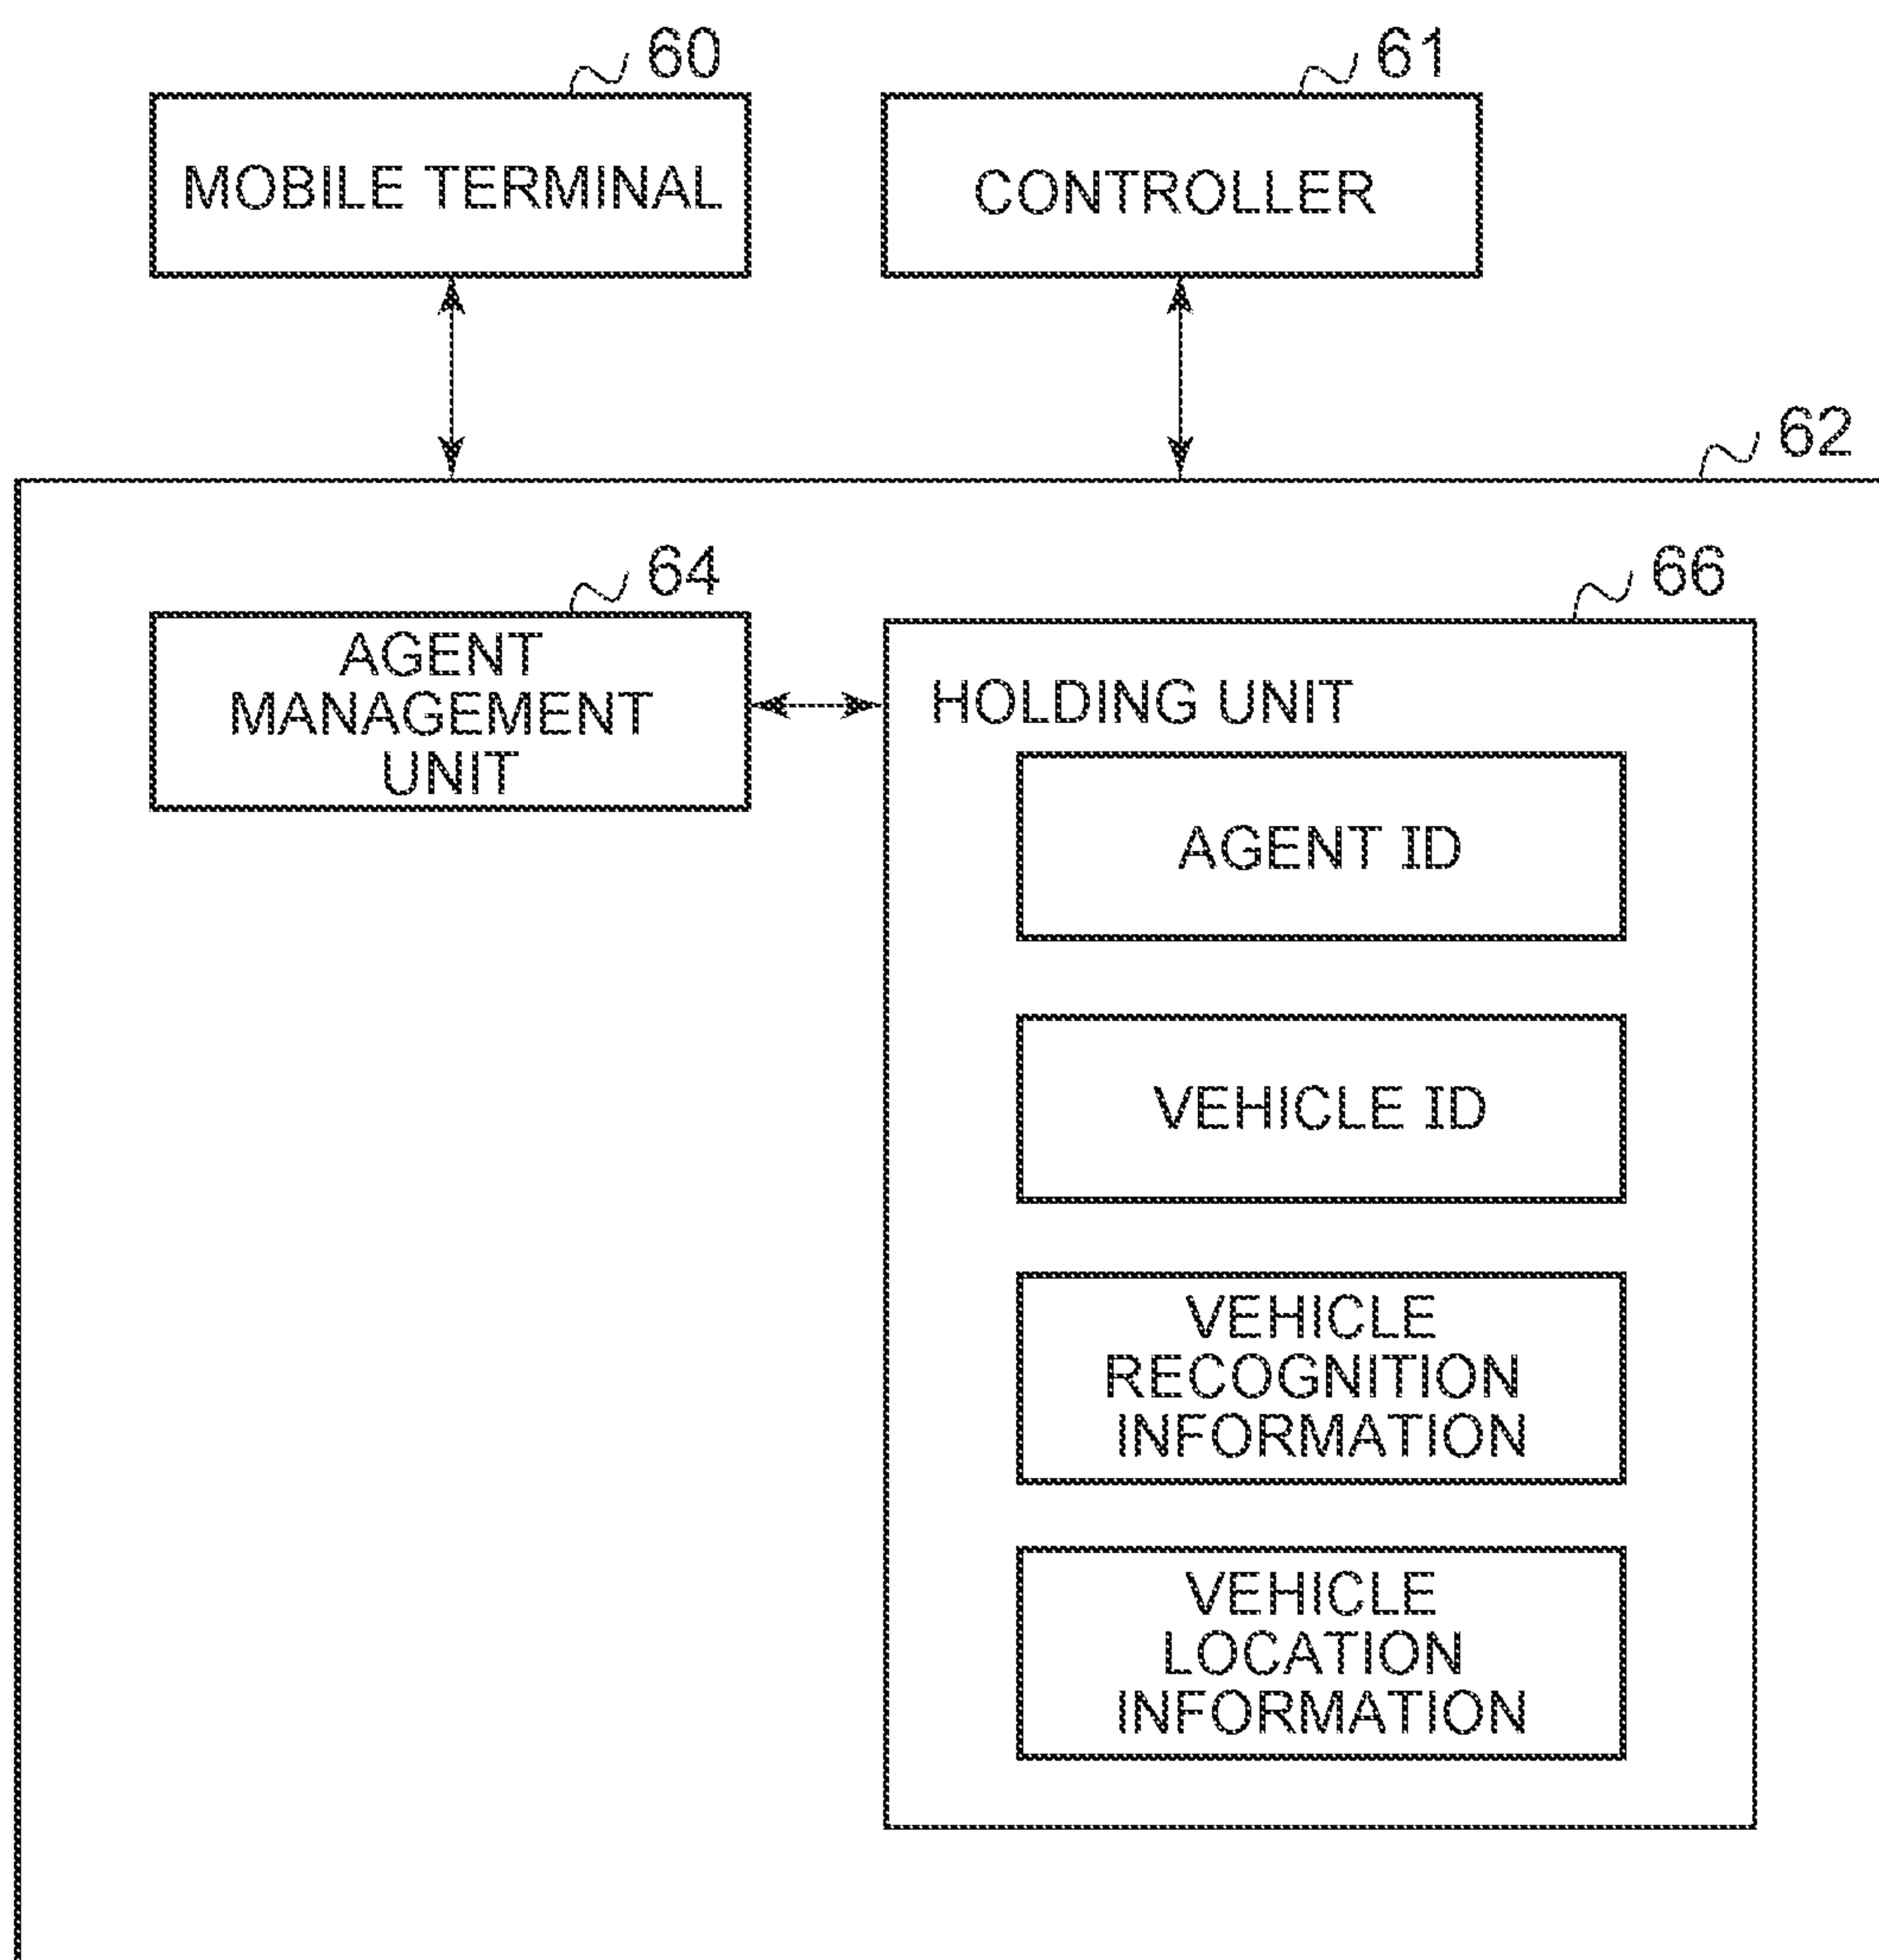 60
61
MOBILE TERMINAL
CONTROLLER
62
64
66
AGENT
MANAGEMENT
UNIT
HOLDING UNIT
AGENT ID
VEHICLE ID
VEHICLE
RECOGNITION
INFORMATION
VEHICLE
LOCATION
INFORMATION